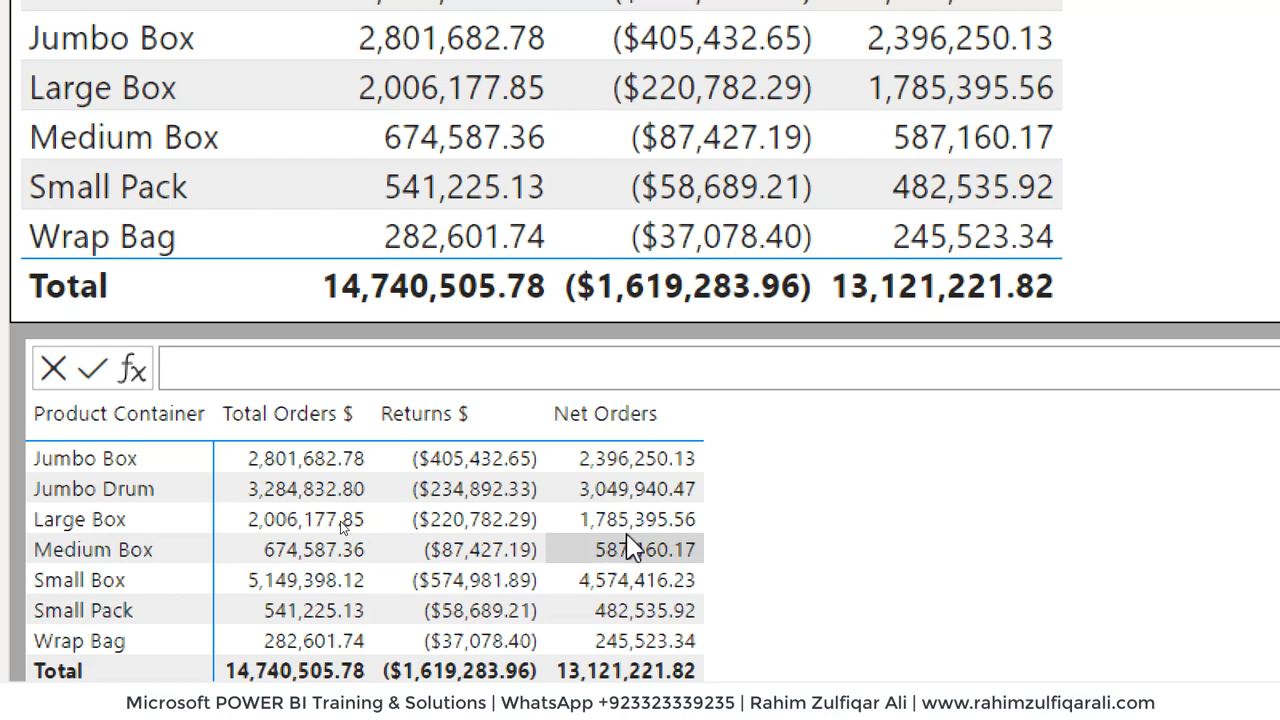 Jumbo Box 2,801,682.78 ($405,432.65) 2,396,250.13
Large Box 2,006,177.85 ($220,782.29) 1,785,395.56
Medium Box 674,587.36 ($87,427.19) 587,160.17
Small Pack 541,225.13 ($58,689.21) 482,535.92
Wrap Bag 282,601.74 ($37,078.40) 245,523.34
Total 14,740,505.78 ($1,619,283.96) 13,121,221.82
fx
Product Container Total Orders $ Returns $ Net Orders
Jumbo Box 2,801,682.78 ($405,432.65) 2,396,250.13
Jumbo Drum 3,284,832.80 ($234,892.33) 3,049,940.47
Large Box 2,006,177.85 ($220,782.29) 1,785,395.56
Medium Box 674,587.36 ($87,427.19) 587,160.17
Small Box 5,149,398.12 ($574,981.89) 4,574,416.23
Small Pack 541,225.13 ($58,689.21) 482,535.92
Wrap Bag 282,601.74 ($37,078.40) 245,523.34
Total 14,740,505.78 ($1,619,283.96) 13,121,221.82
Microsoft POWER BI Training & Solutions | WhatsApp +923323339235 | Rahim Zulfiqar Ali | www.rahimzulfiqarali.com